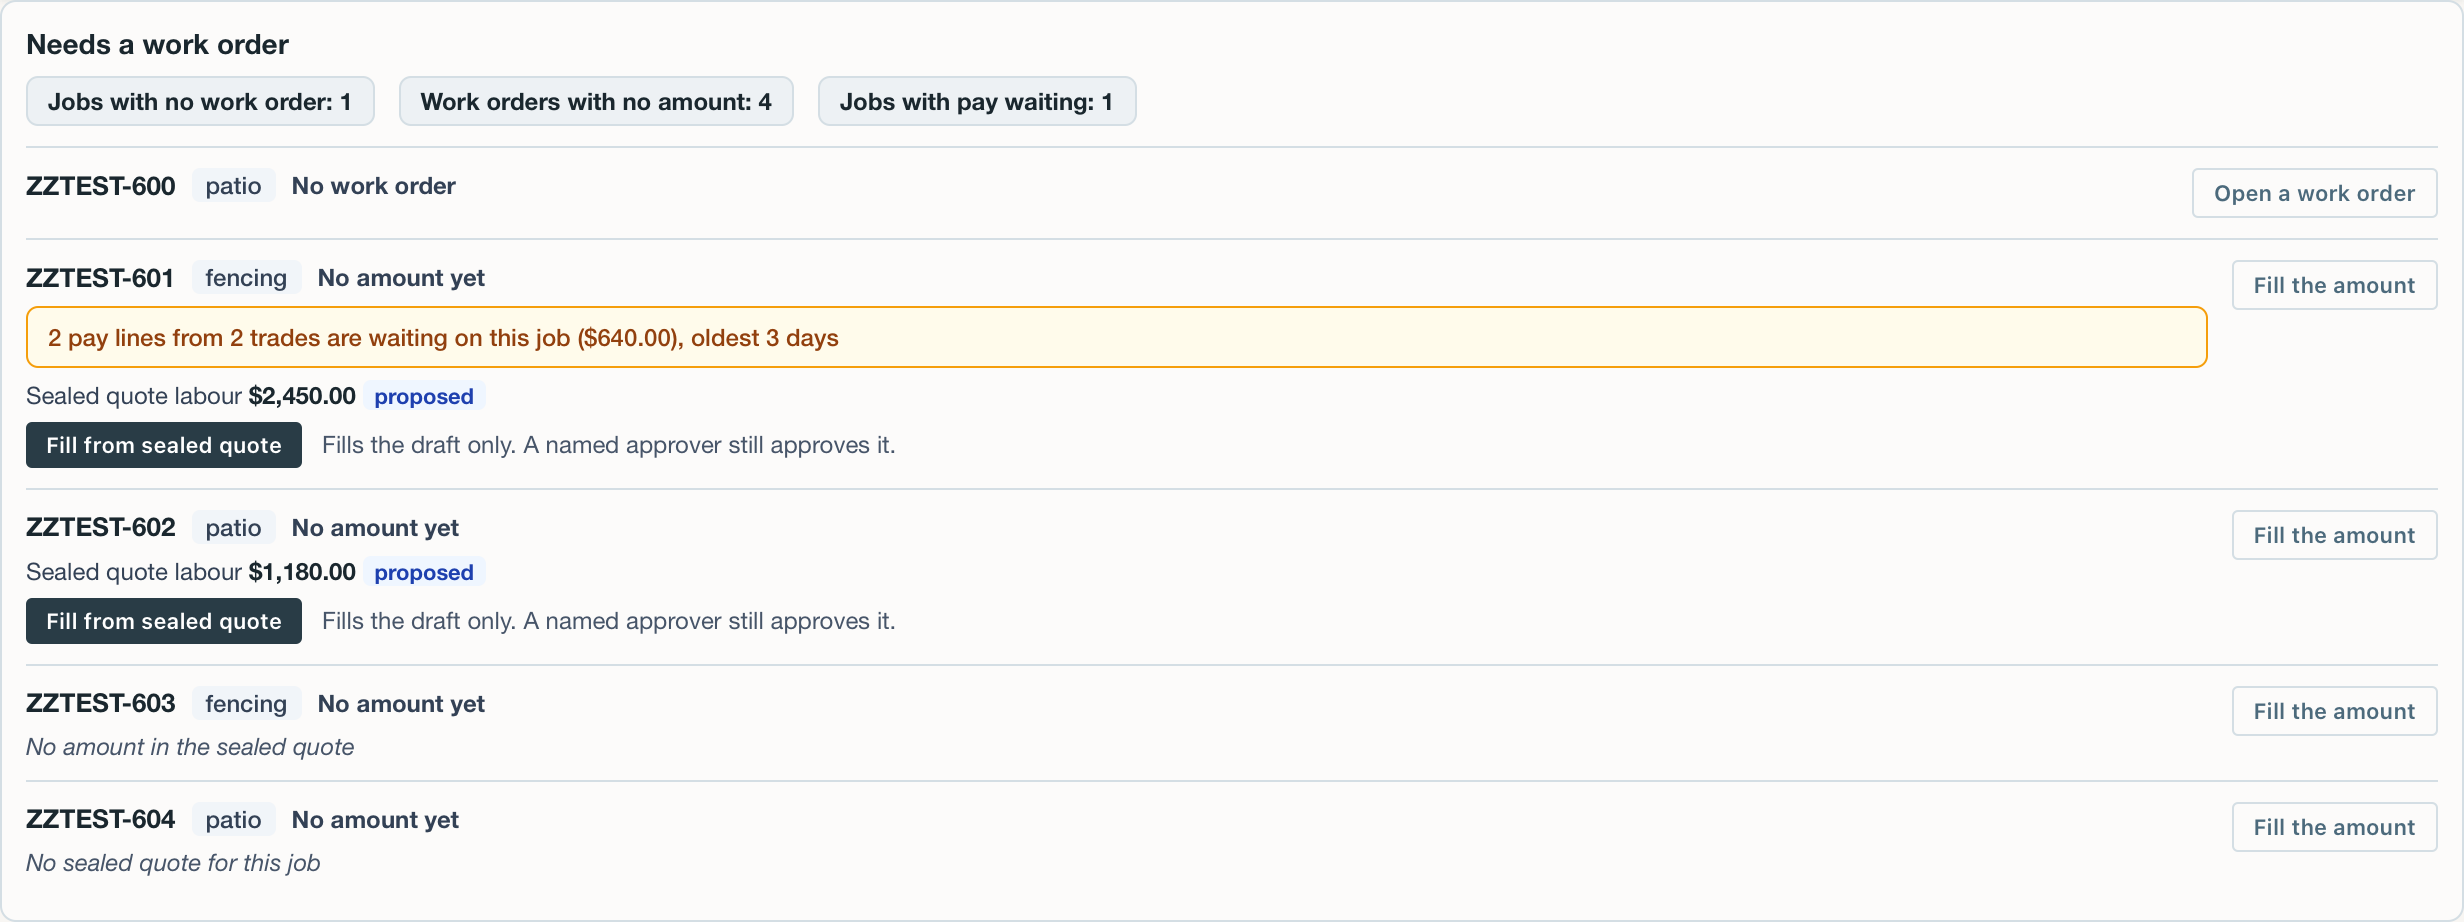 Needs a work order
Jobs with no work order: 1
Work orders with no amount: 4
Jobs with pay waiting: 1
ZZTEST-600 patio No work order
Open a work order
ZZTEST-601 fencing No amount yet
Fill the amount
2 pay lines from 2 trades are waiting on this job ($640.00), oldest 3 days
Sealed quote labour $2,450.00 proposed
Fill from sealed quote Fills the draft only. A named approver still approves it.
ZZTEST-602 patio No amount yet
Fill the amount
Sealed quote labour $1,180.00 proposed
Fill from sealed quote Fills the draft only. A named approver still approves it.
ZZTEST-603 fencing No amount yet
Fill the amount
No amount in the sealed quote
ZZTEST-604 patio No amount yet
Fill the amount
No sealed quote for this job